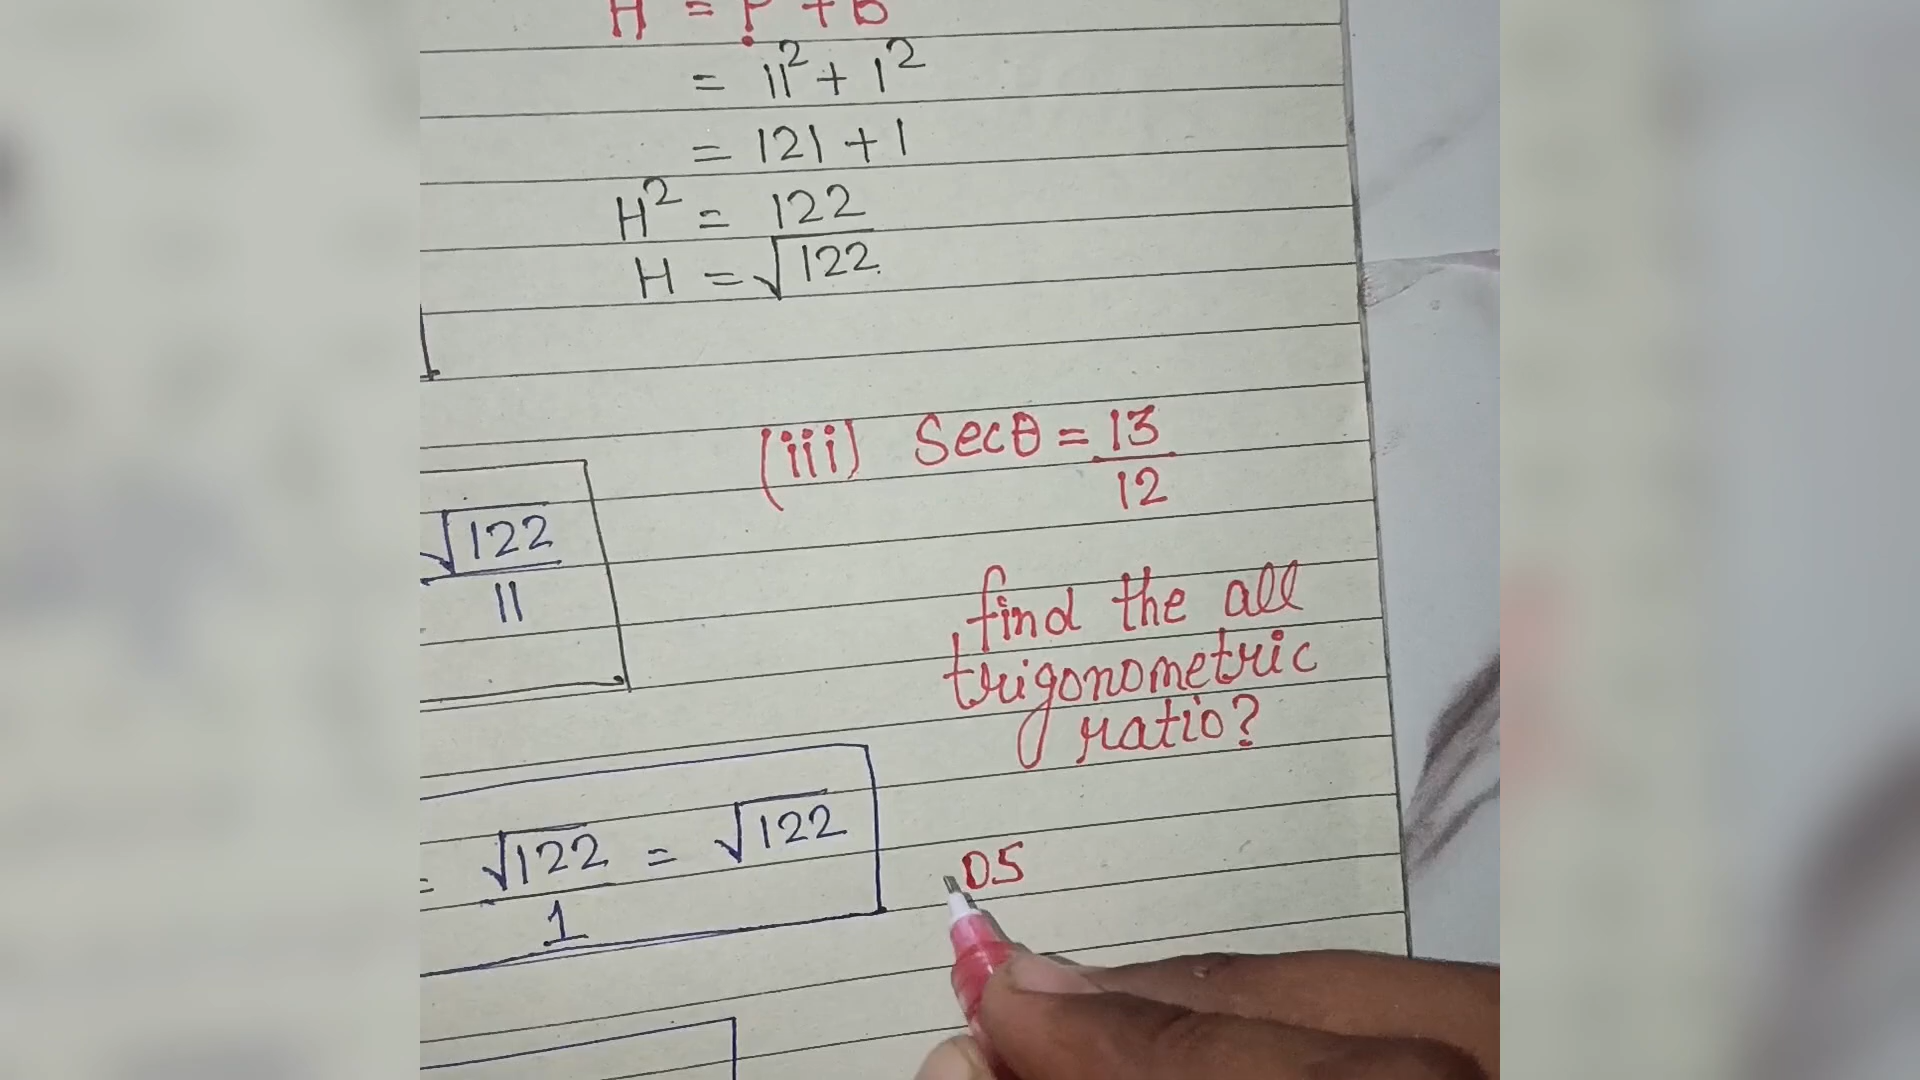 H = P + B
= 11² + 1²
= 121 + 1
H² = 122
H = √122
(iii) Secθ = 13/12
√122/11
find the all
trigonometric
ratio?
= √122/1 = √122
05